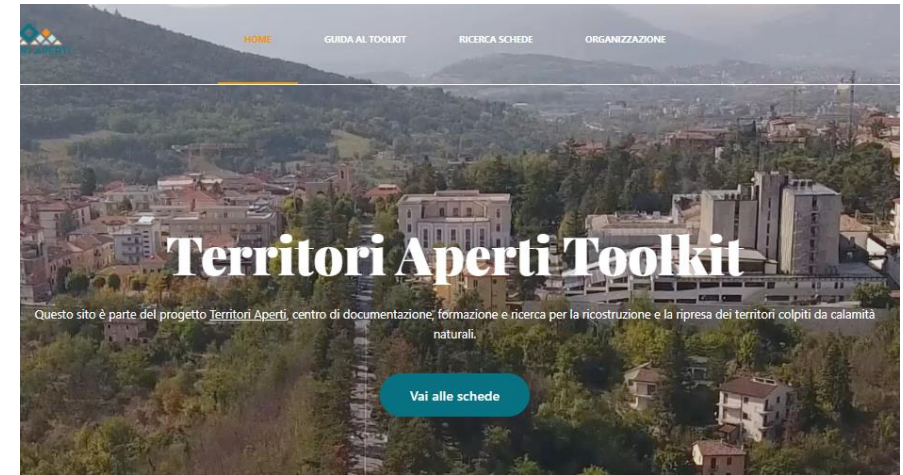 HOME
GUIDA AL TOOLKIT
RICERCA SCHEDE
ORGANIZZAZIONE
Territori Aperti Toolkit
Questo sito è parte del progetto Territori Aperti, centro di documentazione, formazione e ricerca per la ricostruzione e la ripresa dei territori colpiti da calamità
naturali.
Vai alle schede